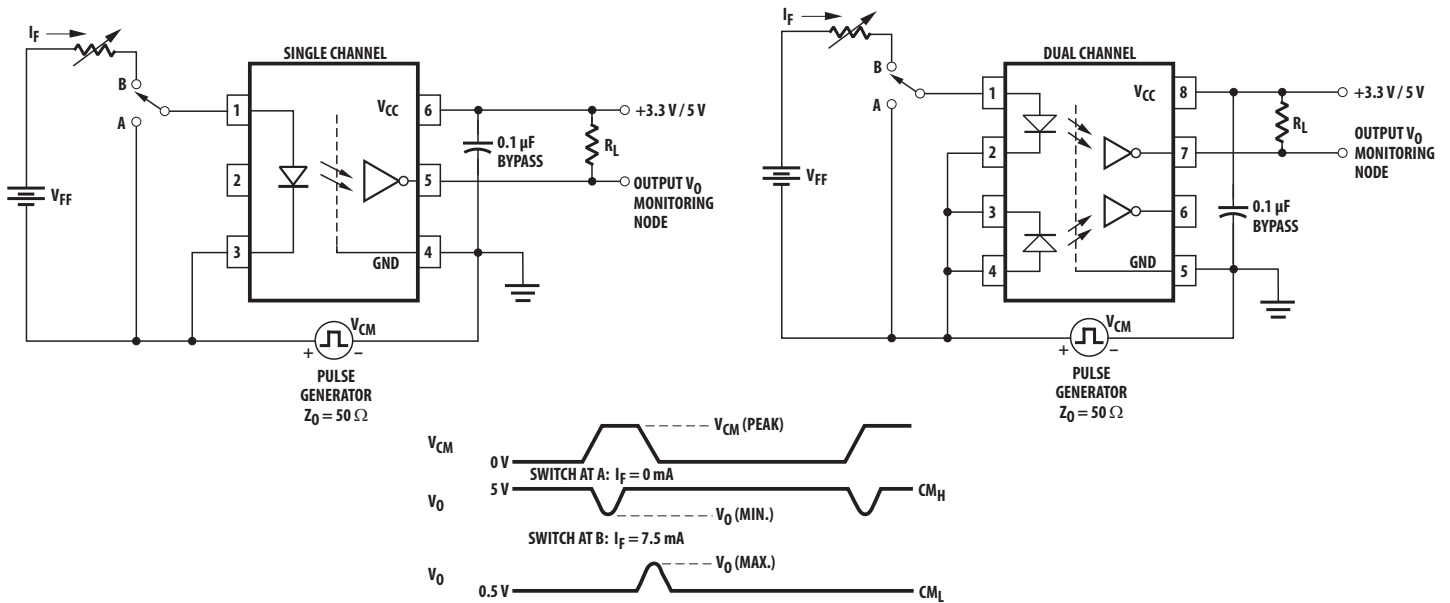 I_F
SINGLE CHANNEL
B
A
1
V_CC
6
+3.3 V / 5 V
0.1 µF
BYPASS
R_L
2
5
OUTPUT V_O
MONITORING
NODE
V_FF
3
GND
4
V_CM
+
–
PULSE
GENERATOR
Z_O = 50 Ω
I_F
DUAL CHANNEL
B
A
1
V_CC
8
+3.3 V / 5 V
R_L
2
7
OUTPUT V_O
MONITORING
NODE
V_FF
3
6
0.1 µF
BYPASS
4
GND
5
V_CM
+
–
PULSE
GENERATOR
Z_O = 50 Ω
V_CM
V_CM (PEAK)
0 V
SWITCH AT A: I_F = 0 mA
V_O
5 V
CM_H
V_O (MIN.)
SWITCH AT B: I_F = 7.5 mA
V_O
V_O (MAX.)
0.5 V
CM_L